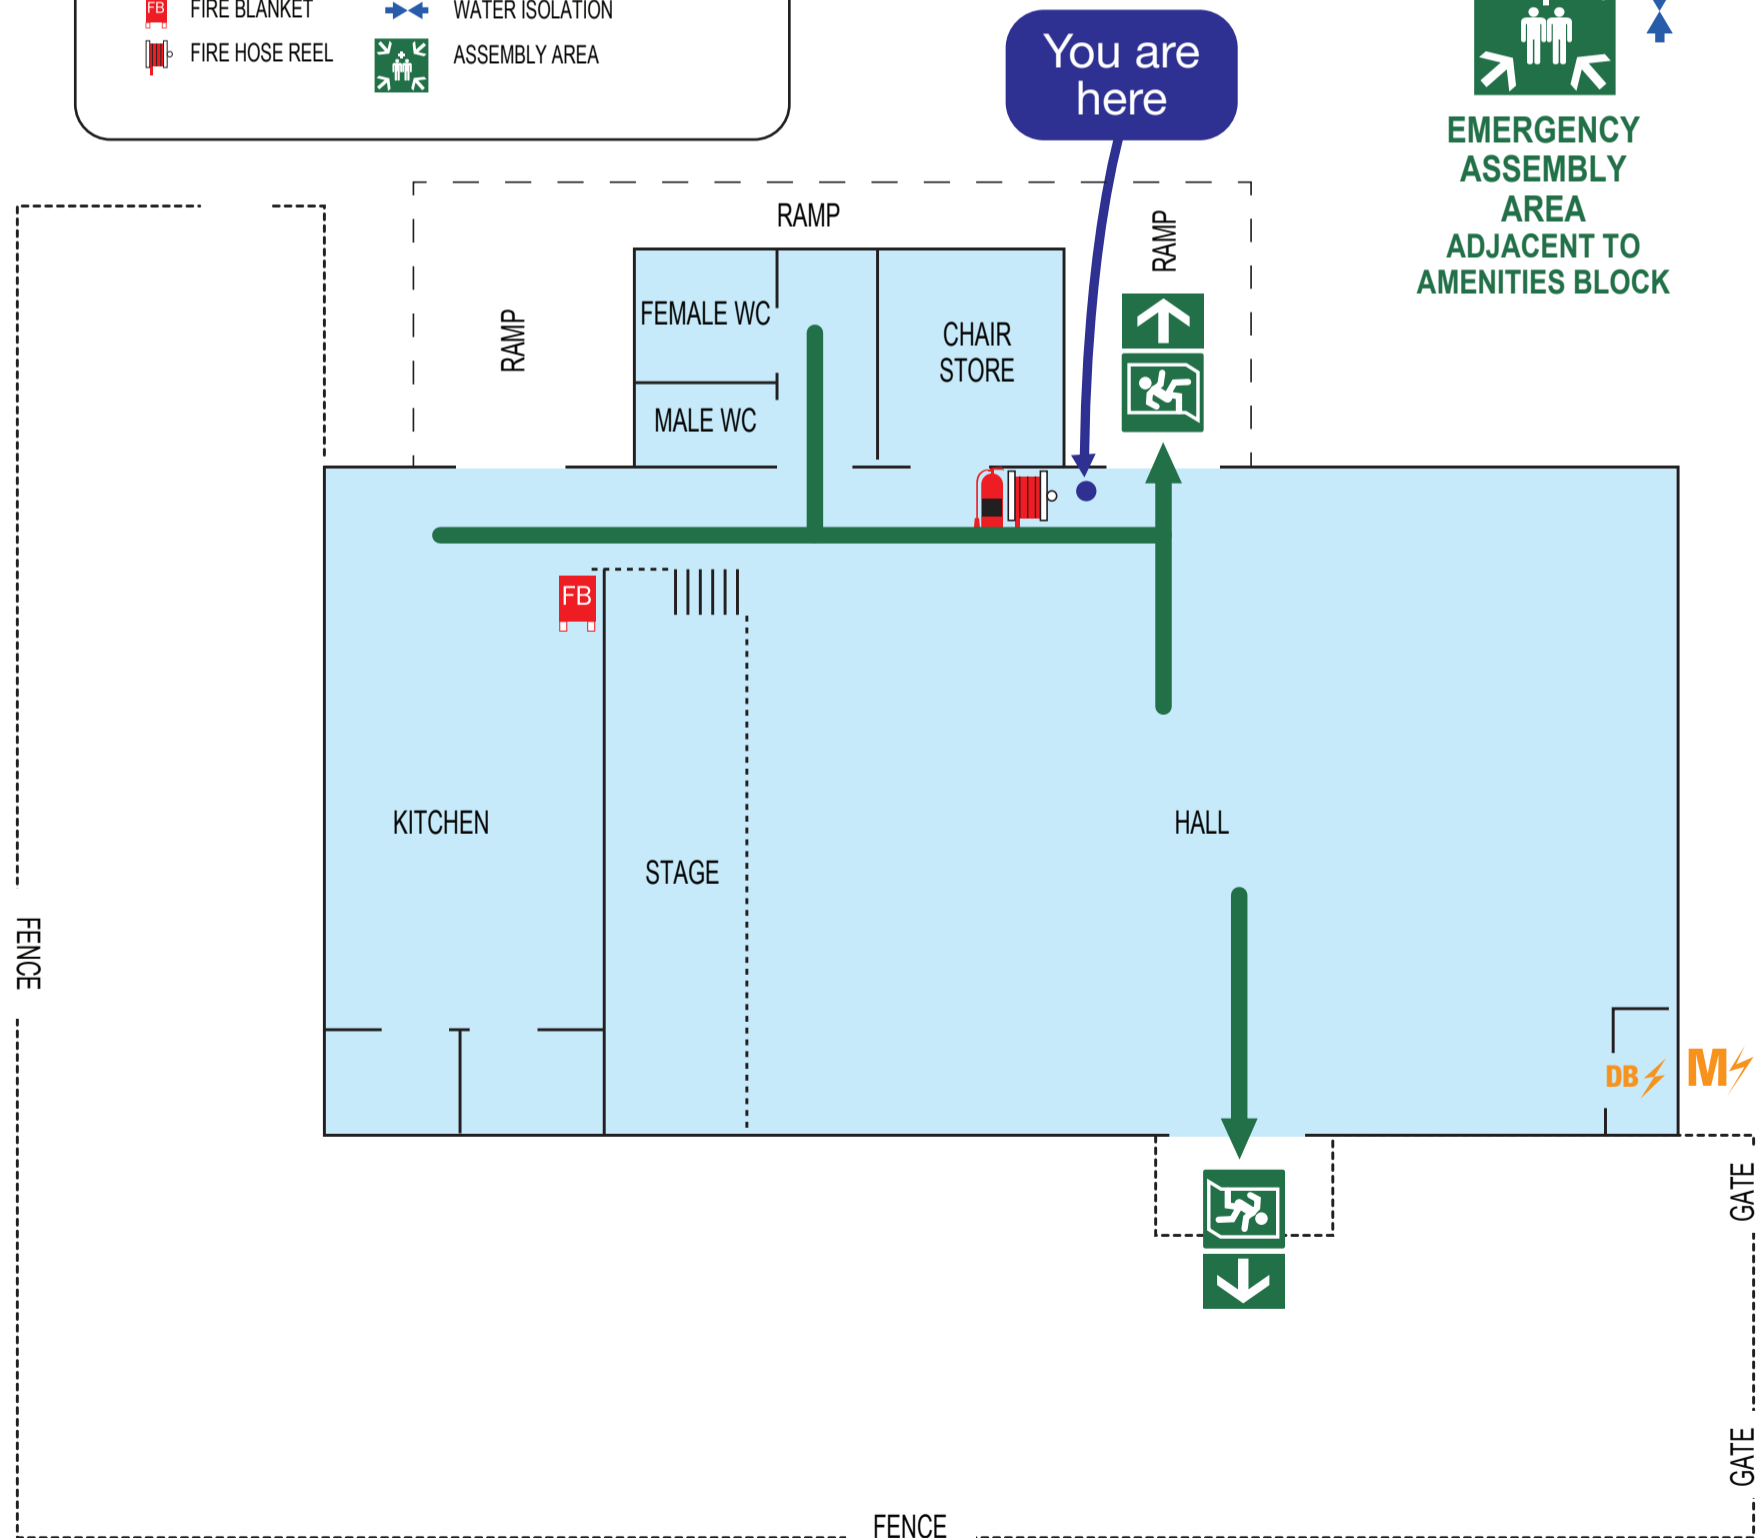 FB
FIRE BLANKET
WATER ISOLATION
FIRE HOSE REEL
ASSEMBLY AREA
You are
here
EMERGENCY
ASSEMBLY
AREA
ADJACENT TO
AMENITIES BLOCK
RAMP
RAMP
RAMP
FEMALE WC
CHAIR
STORE
MALE WC
FB
KITCHEN
HALL
STAGE
FENCE
DB
M
GATE
GATE
FENCE